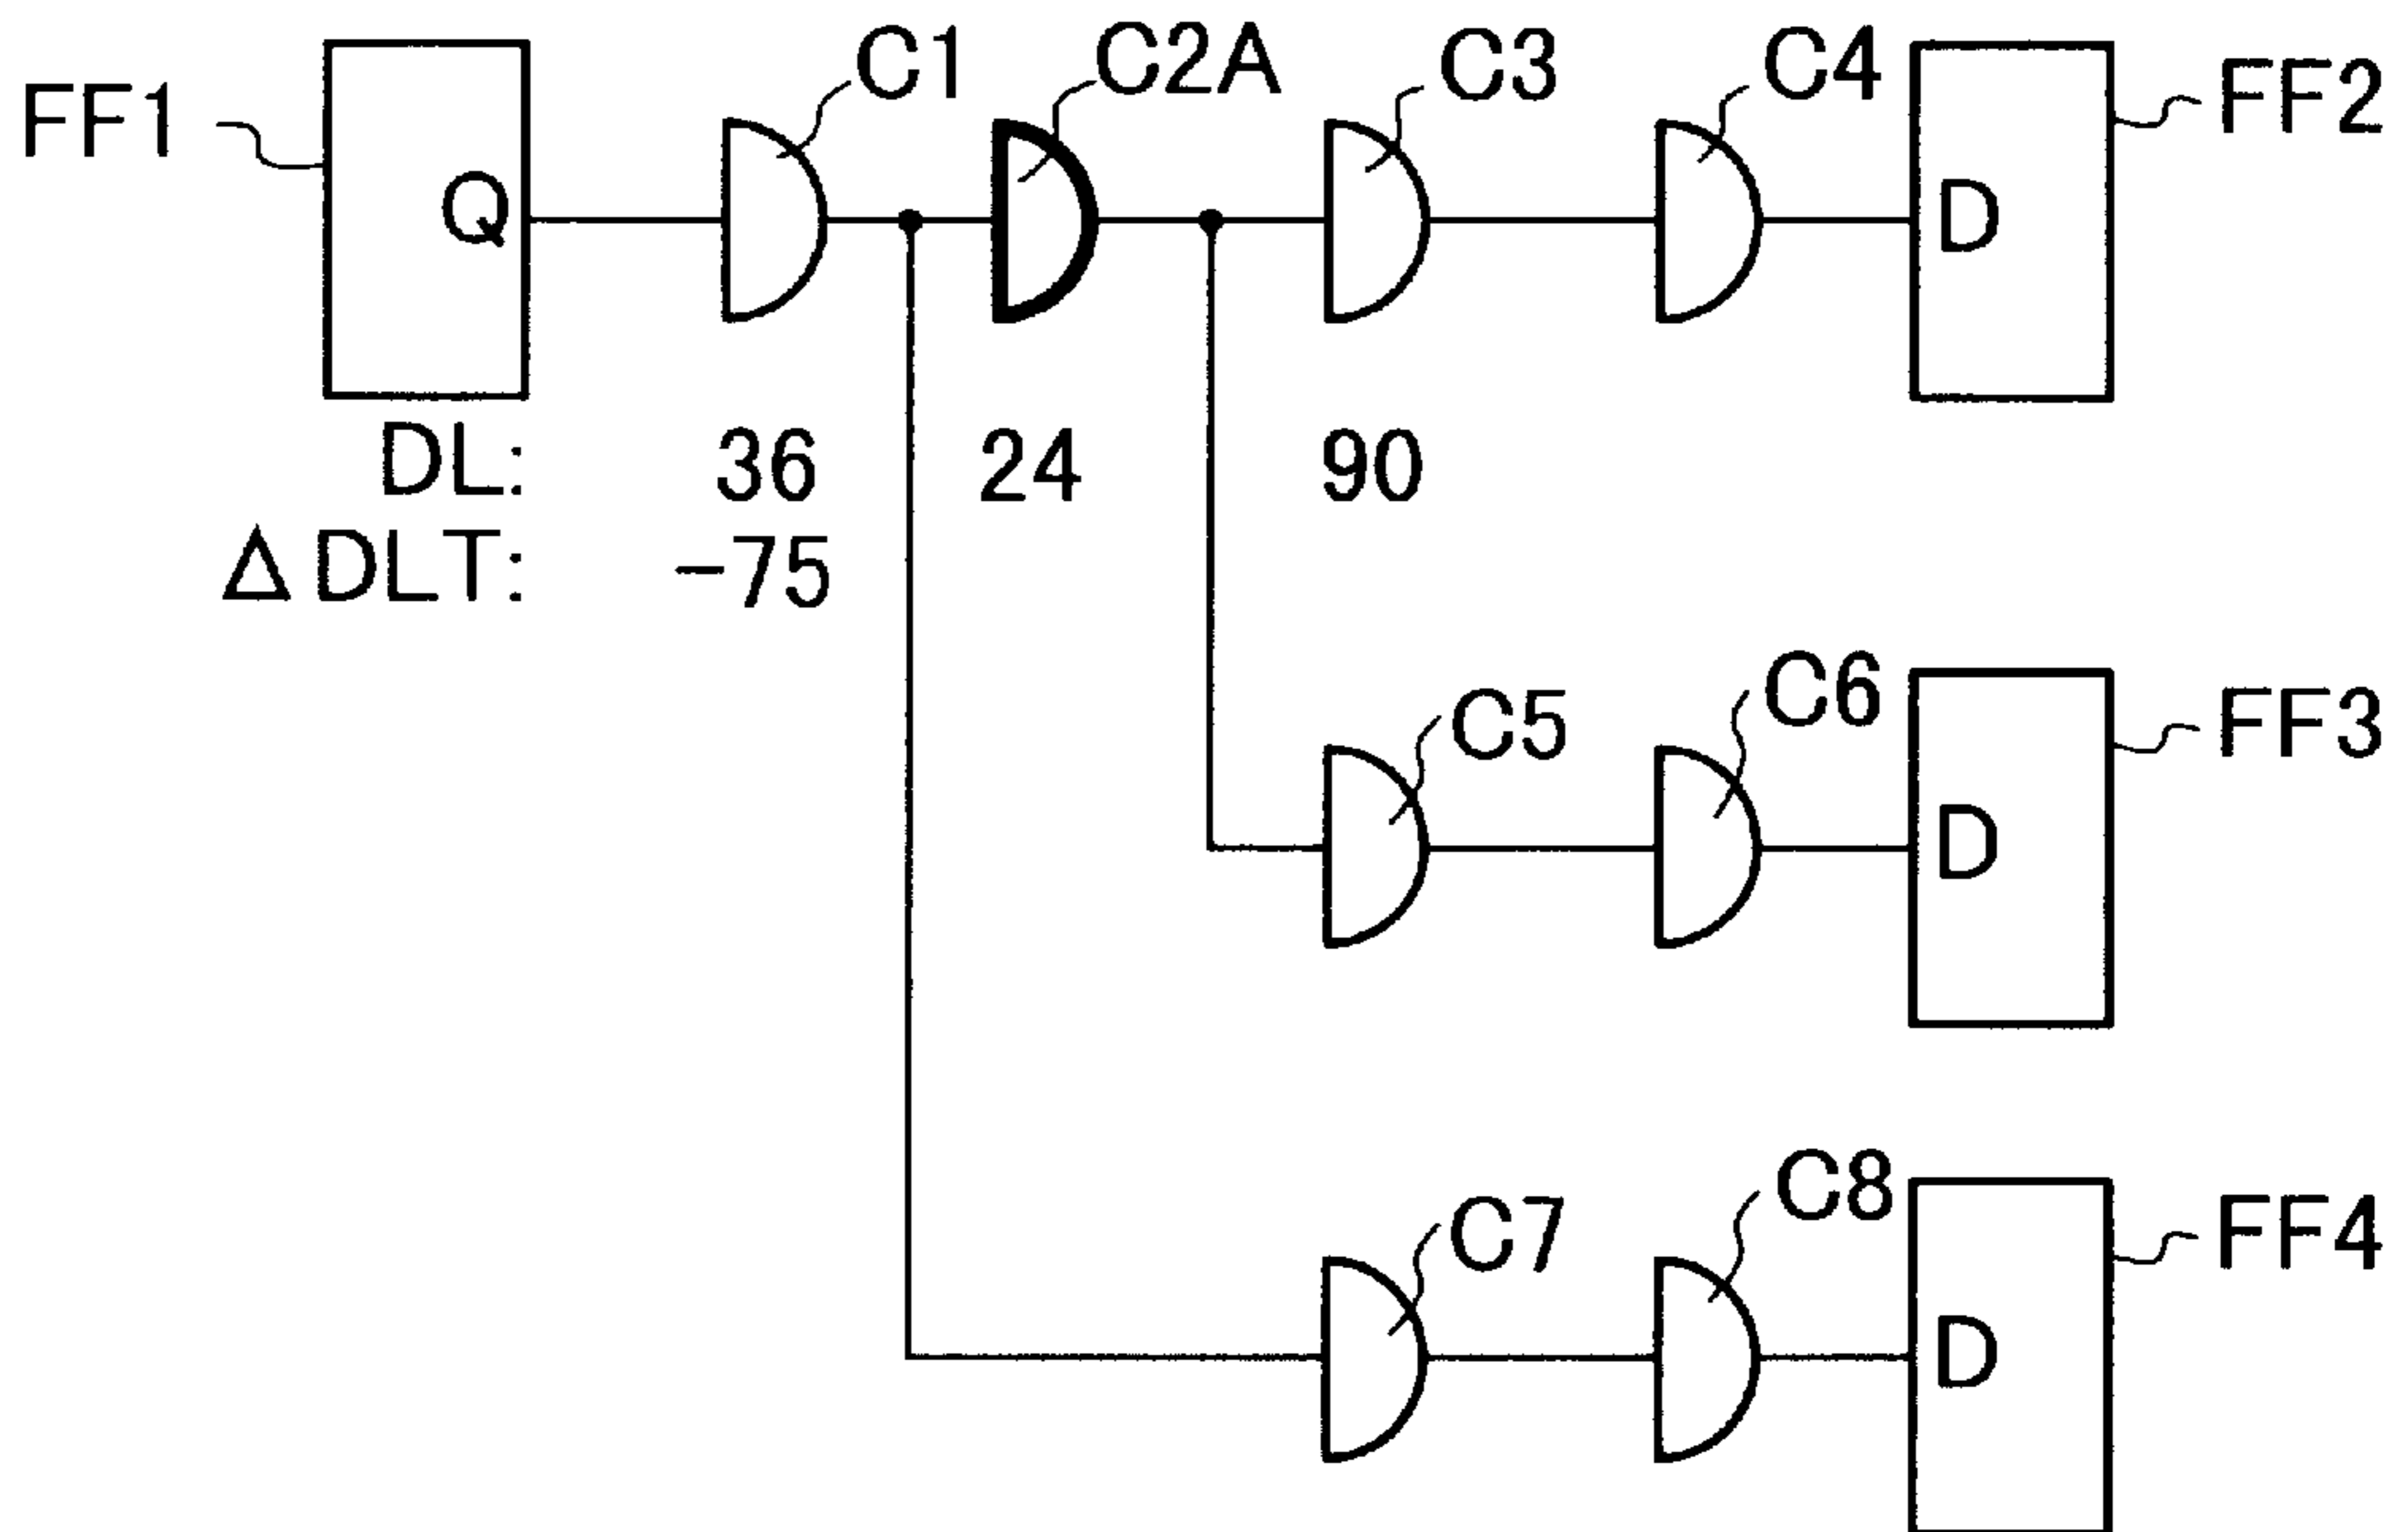 C1 C2A C3 C4
FF1 FF2
Q D
DL: 36 24 90
ΔDLT: -75
C5 C6 FF3
D
C7 C8 FF4
D